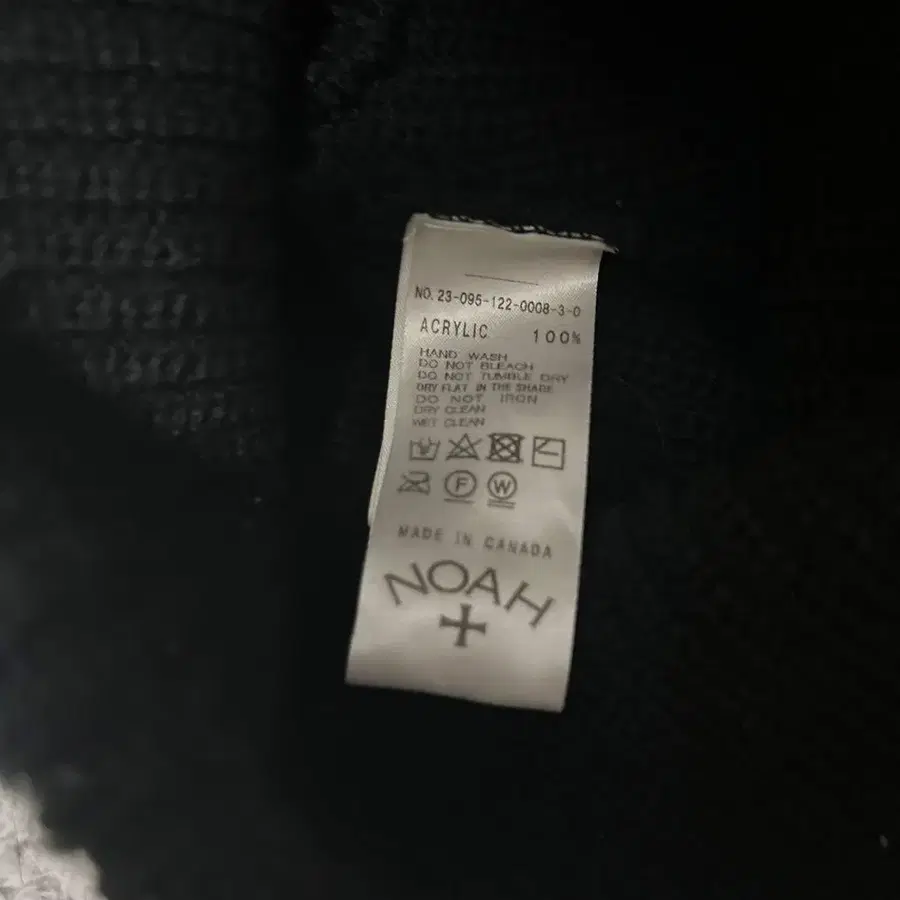 NO. 23-095-122-0008-3-0
ACRYLIC 100%
HAND WASH
DO NOT BLEACH
DO NOT TUMBLE DRY
DRY FLAT IN THE SHADE
DO NOT IRON
DRY CLEAN
WET CLEAN
F W
MADE IN CANADA
NOAH